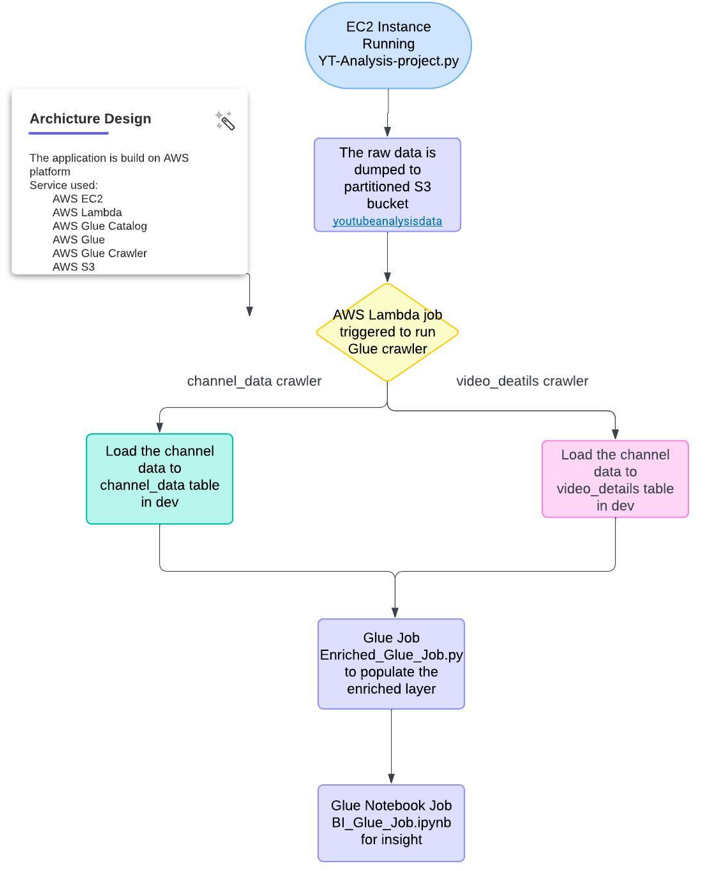 EC2 Instance
Running
YT-Analysis-project.py
Archicture Design
The application is build on AWS
platform
Service used:
AWS EC2
AWS Lambda
AWS Glue Catalog
AWS Glue
AWS Glue Crawler
AWS S3
The raw data is
dumped to
partitioned S3
bucket
youtubeanalysisdata
AWS Lambda job
triggered to run
Glue crawler
channel_data crawler
video_deatils crawler
Load the channel
data to
channel_data table
in dev
Load the channel
data to
video_details table
in dev
Glue Job
Enriched_Glue_Job.py
to populate the
enriched layer
Glue Notebook Job
BI_Glue_Job.ipynb
for insight